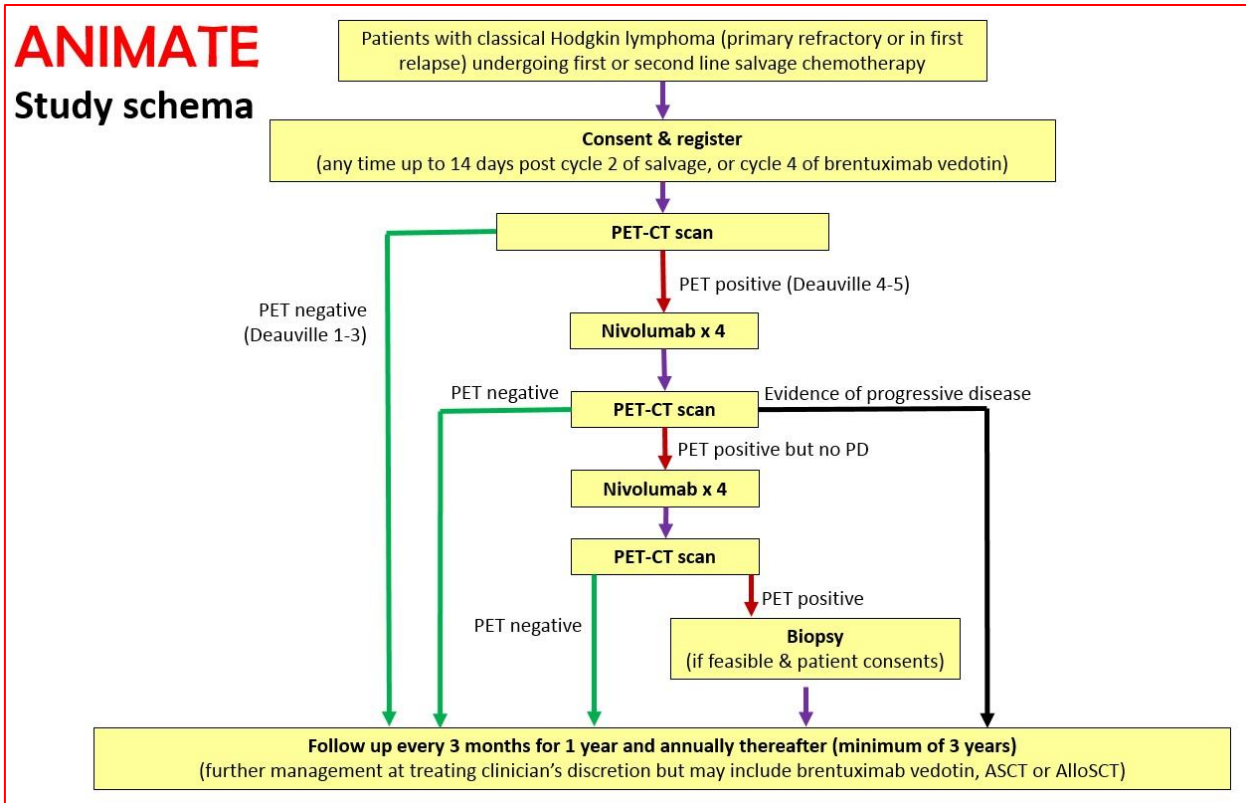 ANIMATE
Study schema
Patients with classical Hodgkin lymphoma (primary refractory or in first
relapse) undergoing first or second line salvage chemotherapy
Consent & register
(any time up to 14 days post cycle 2 of salvage, or cycle 4 of brentuximab vedotin)
PET-CT scan
PET positive (Deauville 4-5)
PET negative
(Deauville 1-3)
Nivolumab x 4
PET negative
PET-CT scan
Evidence of progressive disease
PET positive but no PD
Nivolumab x 4
PET-CT scan
PET positive
PET negative
Biopsy
(if feasible & patient consents)
Follow up every 3 months for 1 year and annually thereafter (minimum of 3 years)
(further management at treating clinician's discretion but may include brentuximab vedotin, ASCT or AlloSCT)